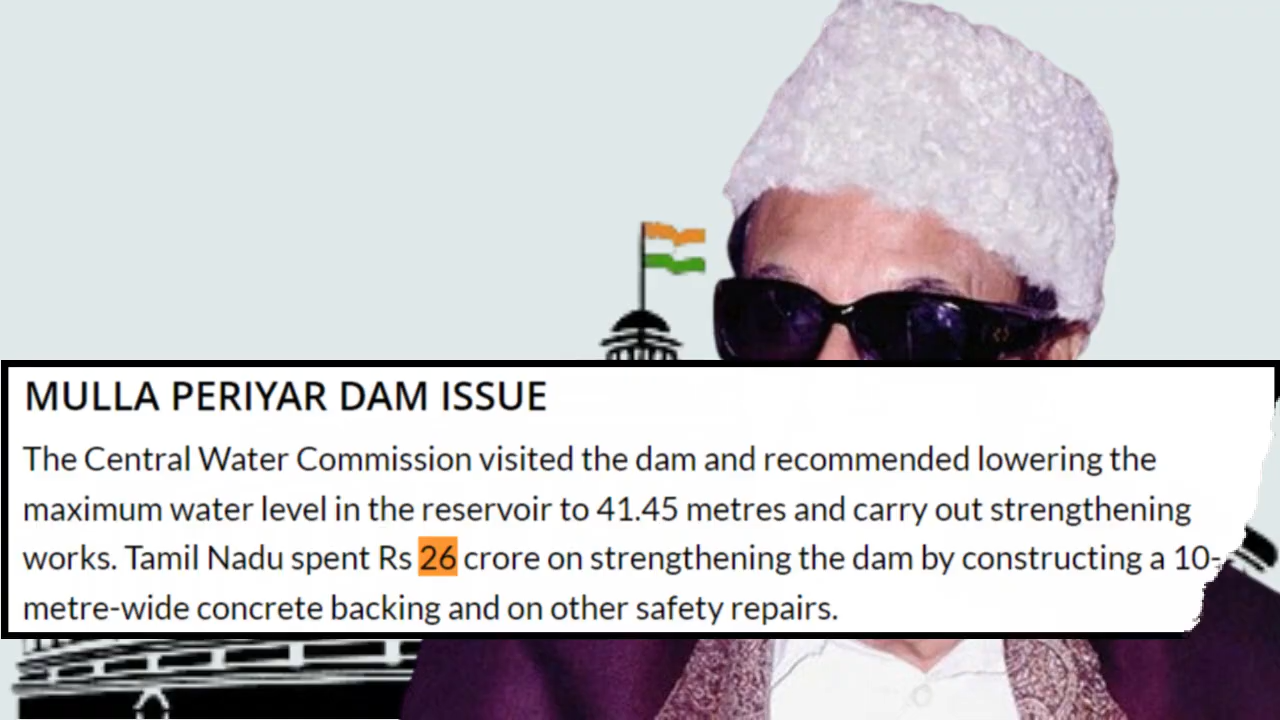 MULLA PERIYAR DAM ISSUE
The Central Water Commission visited the dam and recommended lowering the
maximum water level in the reservoir to 41.45 metres and carry out strengthening
works. Tamil Nadu spent Rs 26 crore on strengthening the dam by constructing a 10-
metre-wide concrete backing and on other safety repairs.